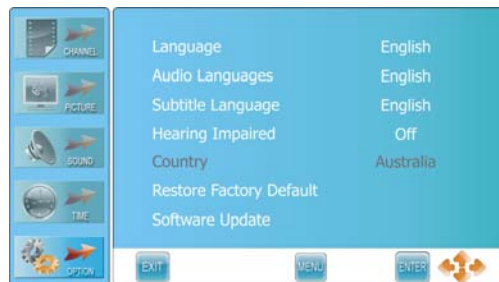 CHANNEL
PICTURE
SOUND
TIME
OPTION
Language English
Audio Languages English
Subtitle Language English
Hearing Impaired Off
Country Australia
Restore Factory Default
Software Update
EXIT MENU ENTER